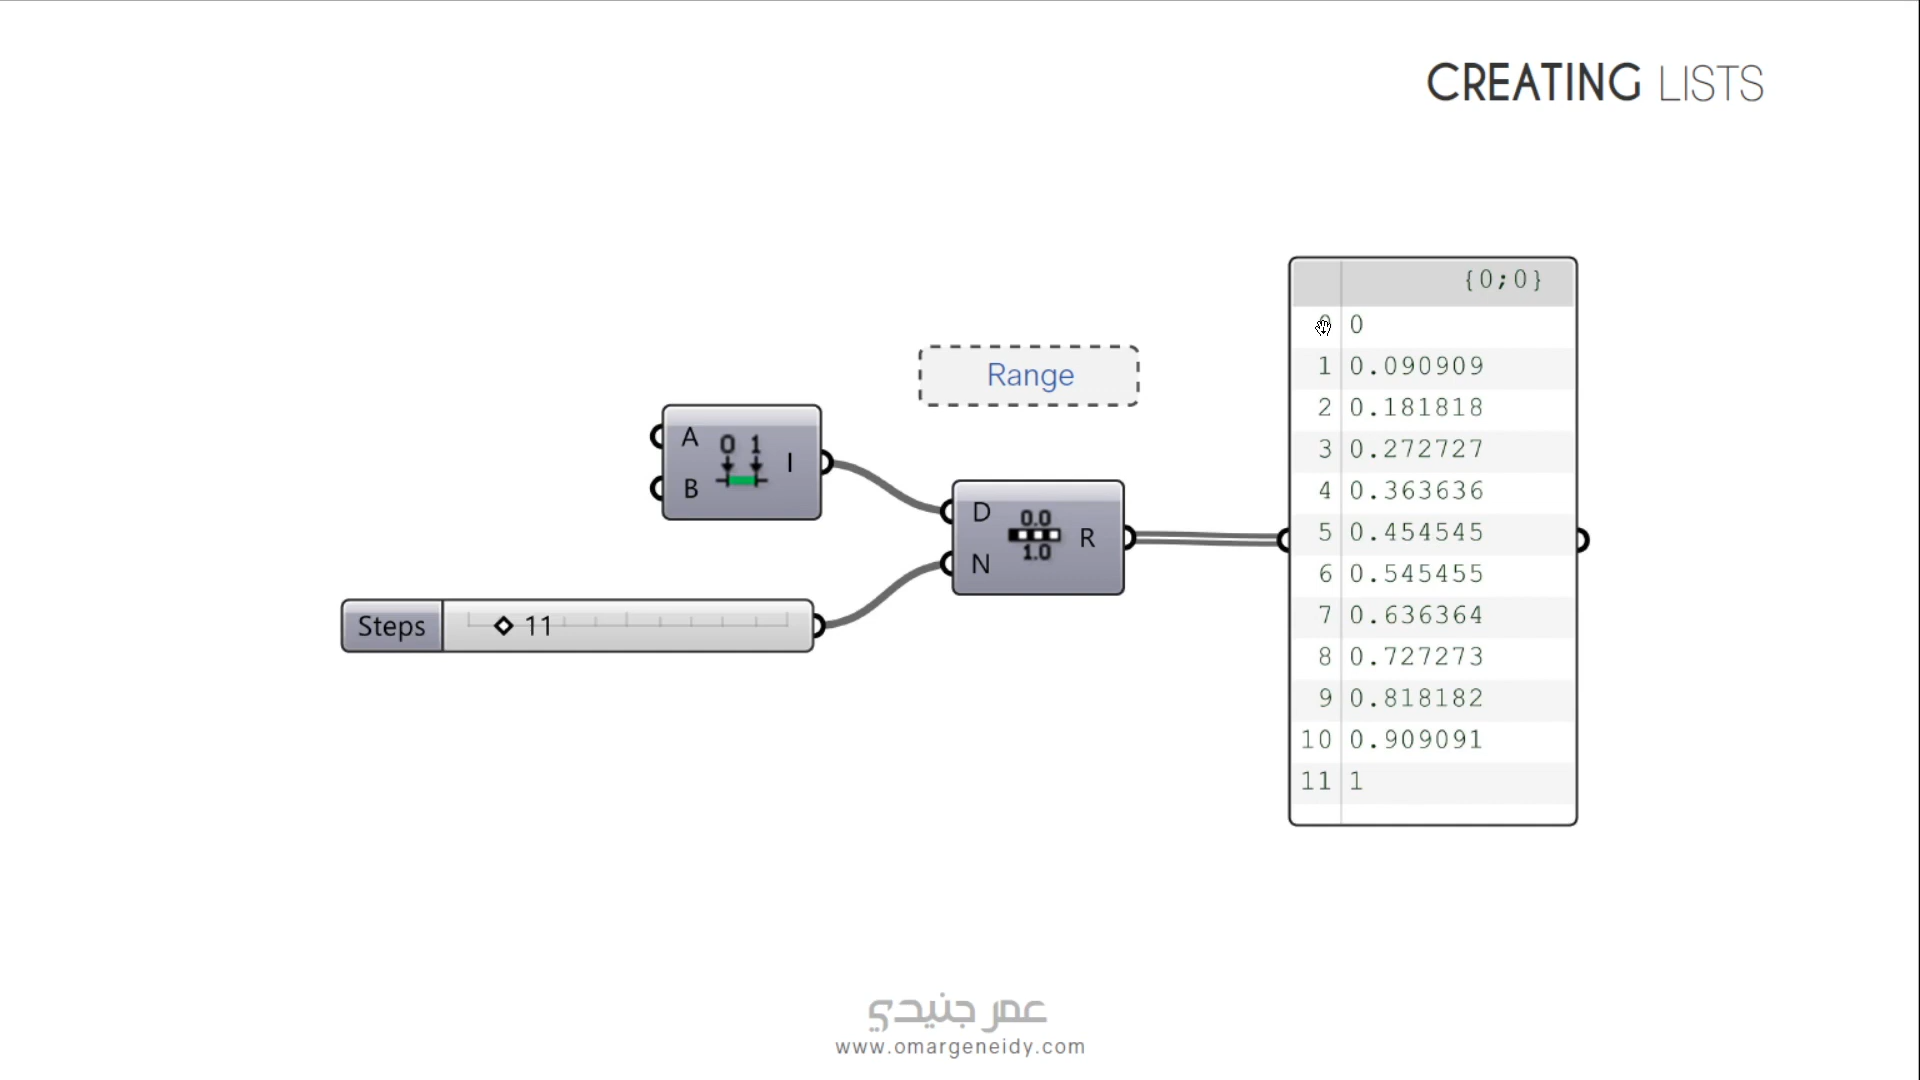 CREATING LISTS
Range
A
B
0 1
I
D
N
0.0
1.0
R
Steps
11
{0;0}
0 0
1 0.090909
2 0.181818
3 0.272727
4 0.363636
5 0.454545
6 0.545455
7 0.636364
8 0.727273
9 0.818182
10 0.909091
11 1
عمر جنيدي
www.omargeneidy.com